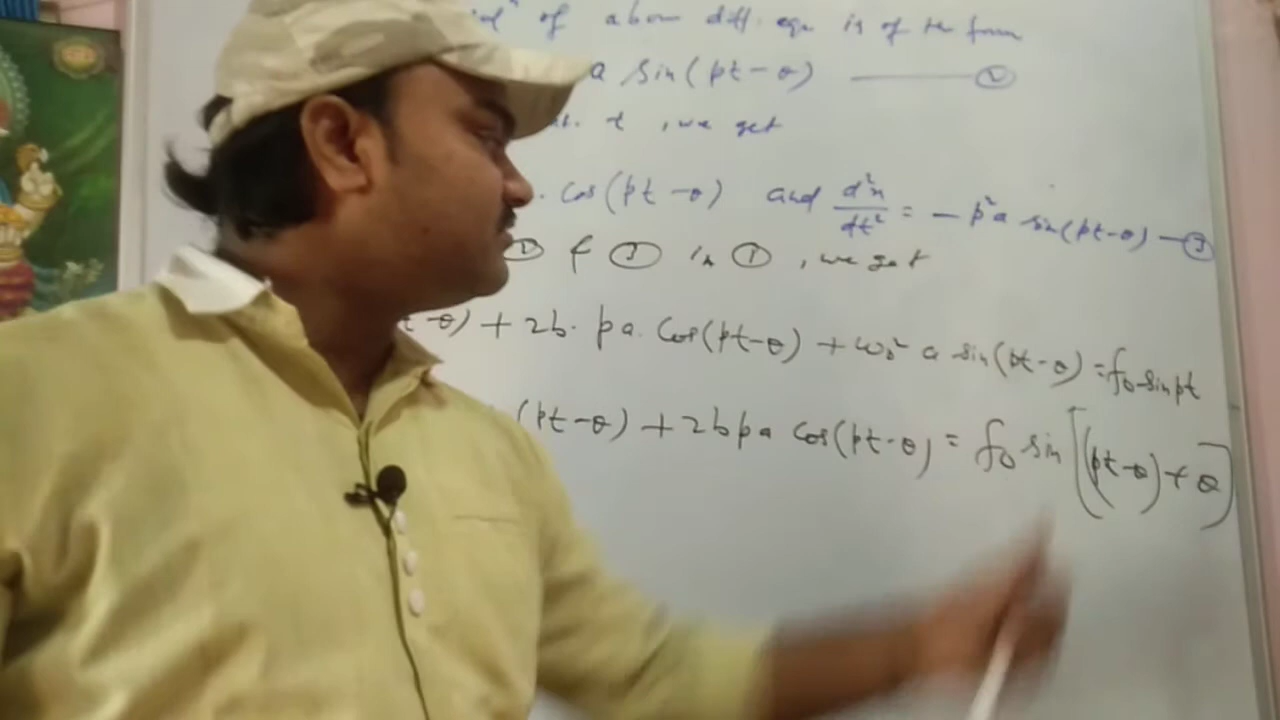 of above diff. eqn is of the form
a sin(pt-θ) ——— ②
t, we get
. cos(pt-θ) and d²x/dt² = -p²a sin(pt-θ) - ③
② & ③ in ①, we get
t-θ) + 2b. pa. cos(pt-θ) + ω₀² a sin(pt-θ) = f₀ sin pt
(pt-θ) + 2bpa cos(pt-θ) = f₀ sin [(pt-θ)+θ]